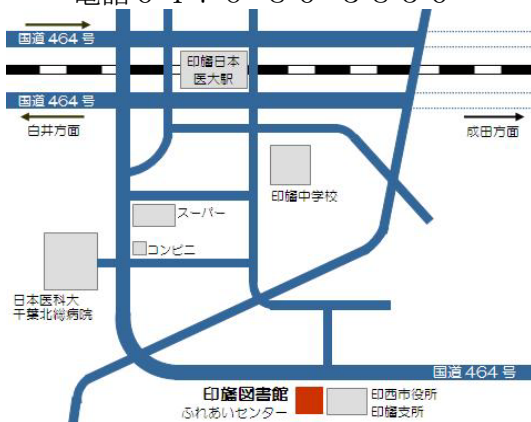 国道464号
印旛日本
医大駅
国道464号
白井方面
成田方面
印旛中学校
スーパー
コンビニ
日本医科大
千葉北総病院
国道464号
印旛図書館
ふれあいセンター
印西市役所
印旛支所